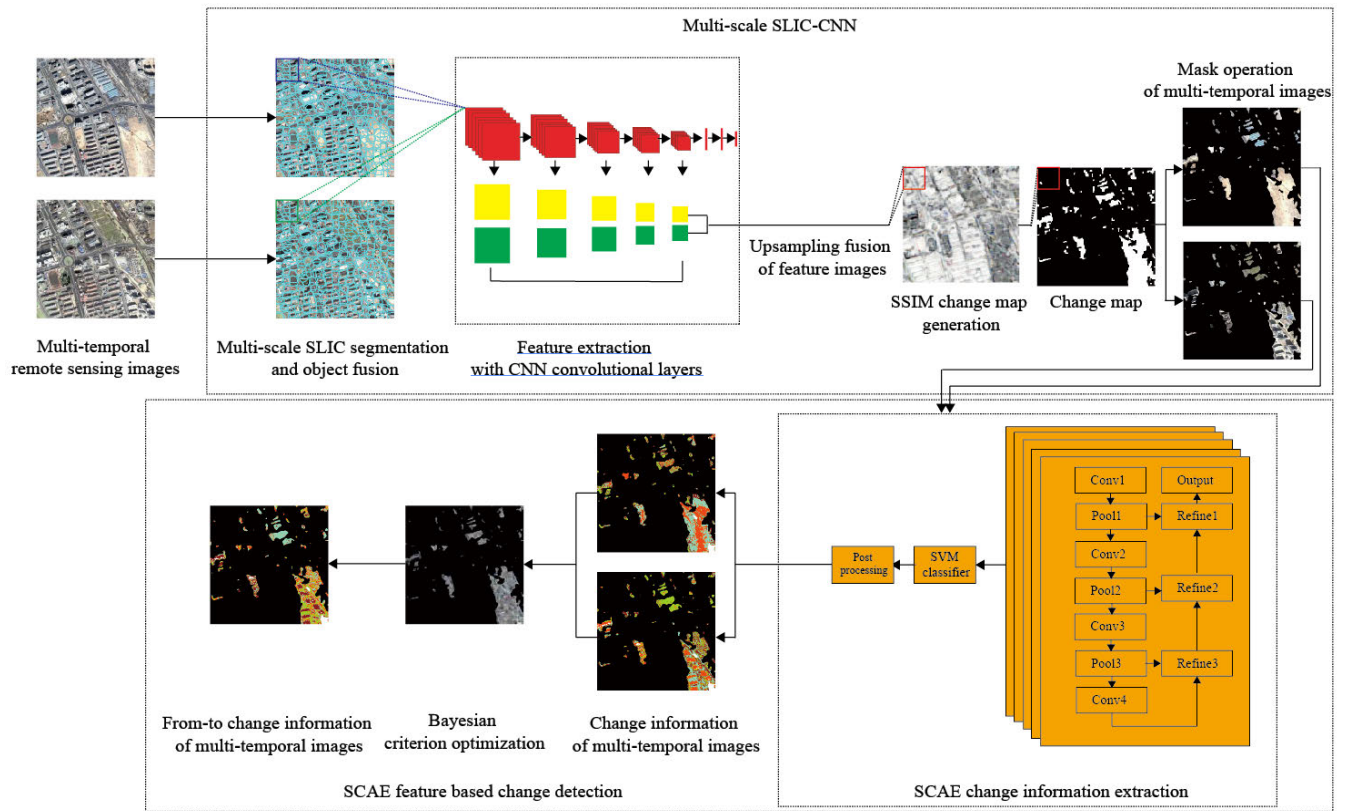 Multi-scale SLIC-CNN
Mask operation
of multi-temporal images
Upsampling fusion
of feature images
SSIM change map
generation
Change map
Multi-temporal
remote sensing images
Multi-scale SLIC segmentation
and object fusion
Feature extraction
with CNN convolutional layers
Conv1
Output
Pool1
Refine1
Conv2
Pool2
Refine2
Conv3
Pool3
Refine3
Conv4
SVM
classifier
Post
processing
From-to change information
of multi-temporal images
Bayesian
criterion optimization
Change information
of multi-temporal images
SCAE feature based change detection
SCAE change information extraction